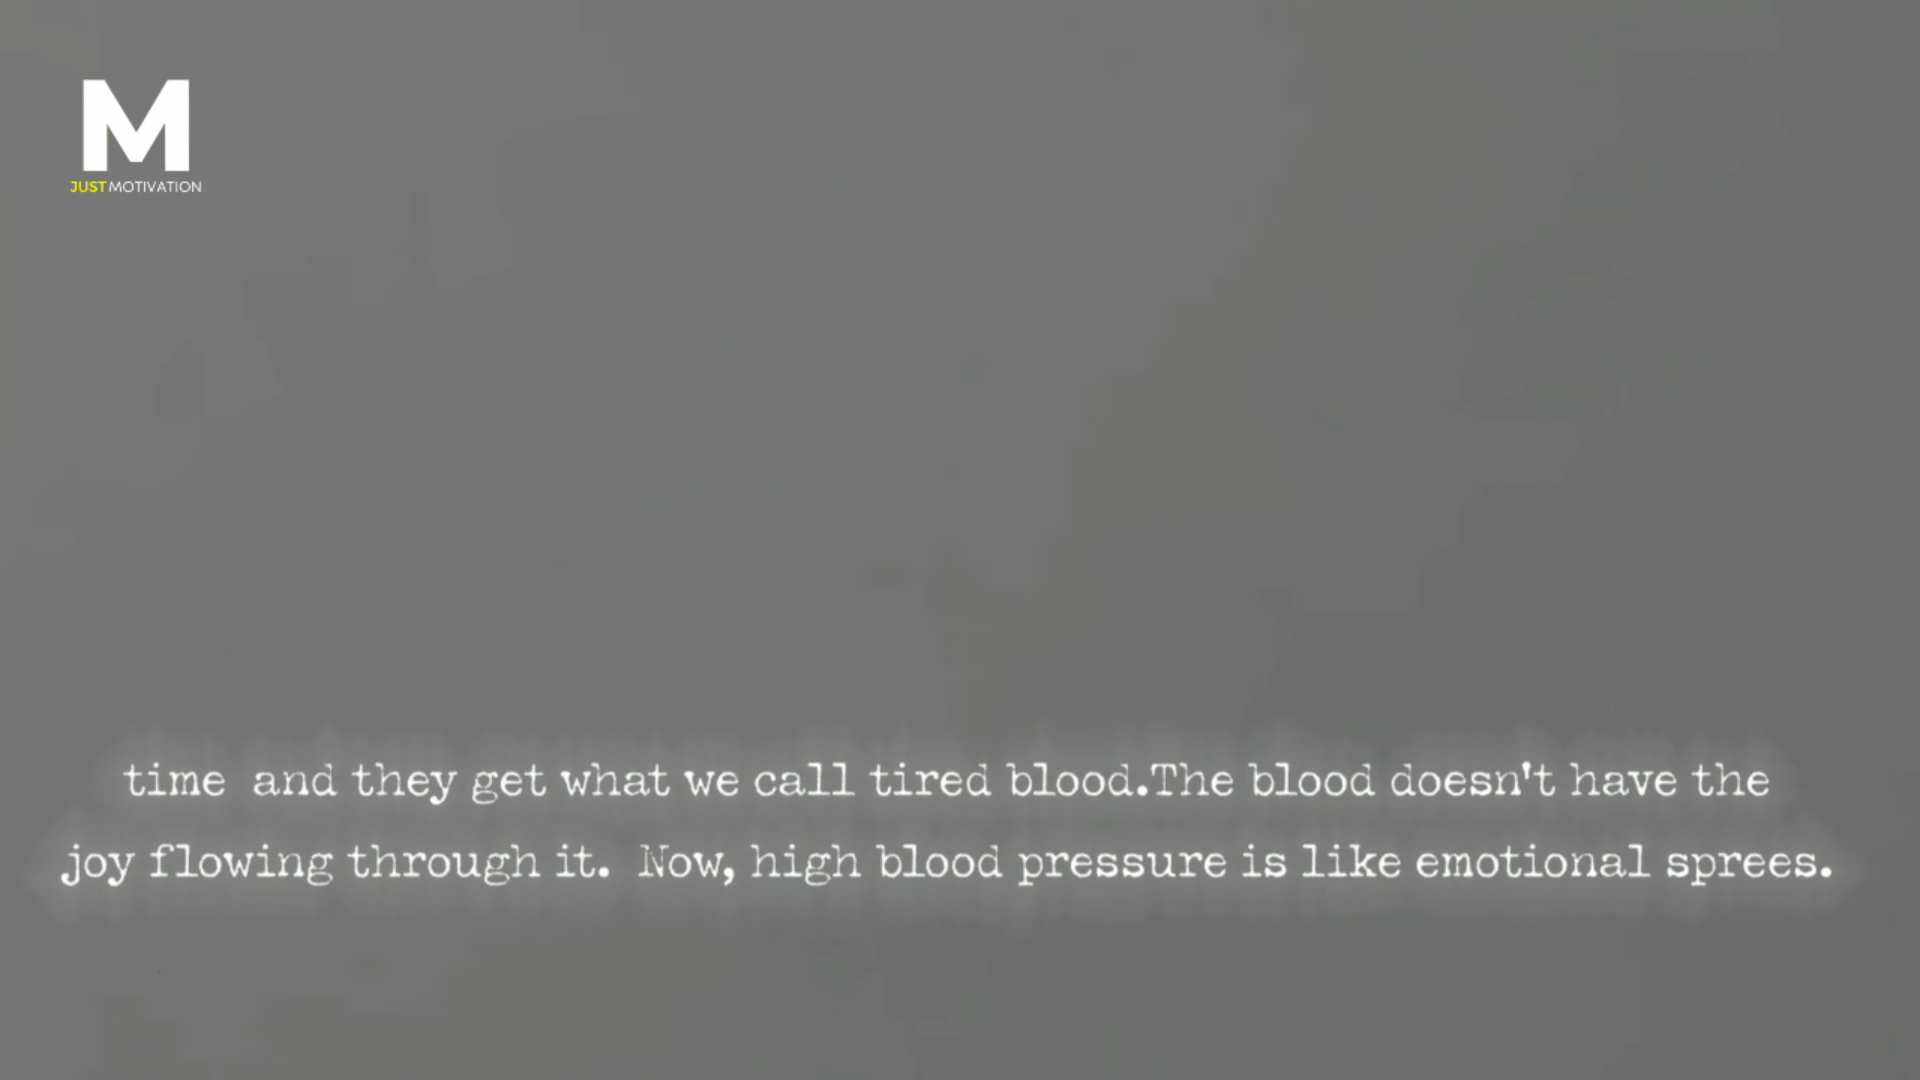 M
JUST MOTIVATION
time  and they get what we call tired blood.The blood doesn't have the
joy flowing through it.  Now, high blood pressure is like emotional sprees.